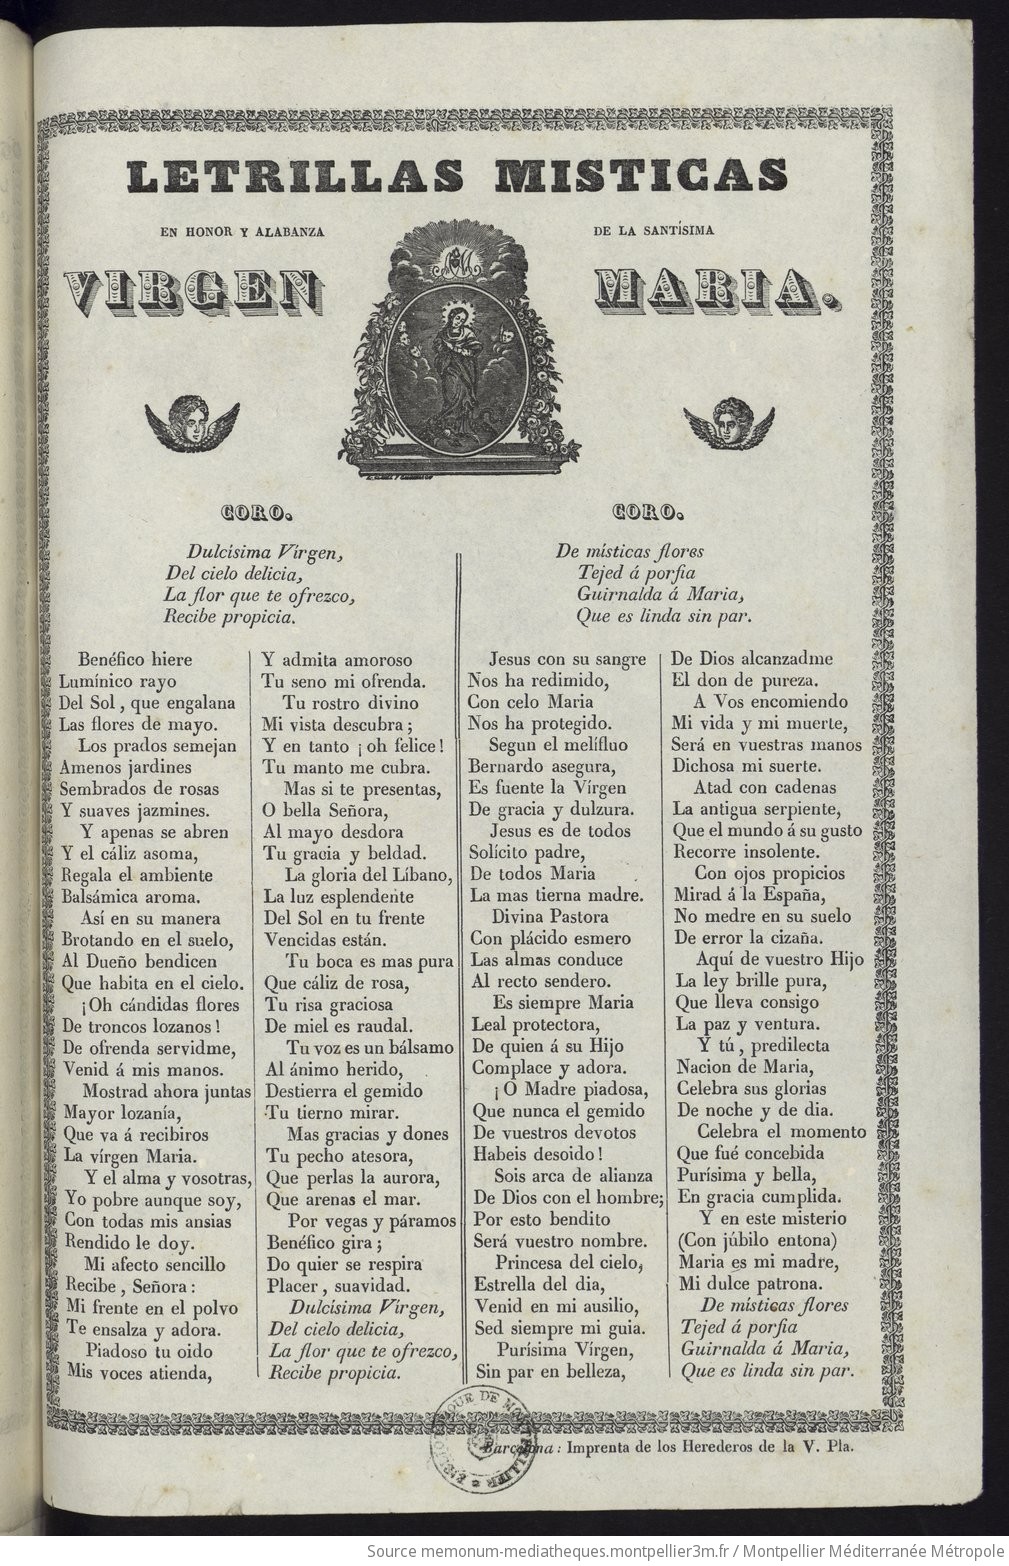 LETRILLAS MISTICAS
EN HONOR Y ALABANZA
DE LA SANTÍSIMA
VIRGEN
MARIA.
CORO.
Dulcísima Vírgen,
Del cielo delicia,
La flor que te ofrezco,
Recibe propicia.
Benéfico hiere
Lumínico rayo
Del Sol, que engalana
Las flores de mayo.
Los prados semejan
Amenos jardines
Sembrados de rosas
Y suaves jazmines.
Y apenas se abren
Y el cáliz asoma,
Regala el ambiente
Balsámica aroma.
Así en su manera
Brotando en el suelo,
Al Dueño bendicen
Que habita en el cielo.
¡Oh cándidas flores
De troncos lozanos!
De ofrenda servidme,
Venid á mis manos.
Mostrad ahora juntas
Mayor lozanía,
Que va á recibiros
La vírgen Maria.
Y el alma y vosotras,
Yo pobre aunque soy,
Con todas mis ansias
Rendido le doy.
Mi afecto sencillo
Recibe, Señora:
Mi frente en el polvo
Te ensalza y adora.
Piadoso tu oido
Mis voces atienda,
Y admita amoroso
Tu seno mi ofrenda.
Tu rostro divino
Mi vista descubra;
Y en tanto ¡oh felice!
Tu manto me cubra.
Mas si te presentas,
O bella Señora,
Al mayo desdora
Tu gracia y beldad.
La gloria del Líbano,
La luz esplendente
Del Sol en tu frente
Vencidas están.
Tu boca es mas pura
Que cáliz de rosa,
Tu risa graciosa
De miel es raudal.
Tu voz es un bálsamo
Al ánimo herido,
Destierra el gemido
Tu tierno mirar.
Mas gracias y dones
Tu pecho atesora,
Que perlas la aurora,
Que arenas el mar.
Por vegas y páramos
Benéfico gira;
Do quier se respira
Placer, suavidad.
Dulcísima Vírgen,
Del cielo delicia,
La flor que te ofrezco,
Recibe propicia.
CORO.
De místicas flores
Tejed á porfia
Guirnalda á Maria,
Que es linda sin par.
Jesus con su sangre
Nos ha redimido,
Con celo Maria
Nos ha protegido.
Segun el melífluo
Bernardo asegura,
Es fuente la Vírgen
De gracia y dulzura.
Jesus es de todos
Solícito padre,
De todos Maria
La mas tierna madre.
Divina Pastora
Con plácido esmero
Las almas conduce
Al recto sendero.
Es siempre Maria
Leal protectora,
De quien á su Hijo
Complace y adora.
¡O Madre piadosa,
Que nunca el gemido
De vuestros devotos
Habeis desoido!
Sois arca de alianza
De Dios con el hombre;
Por esto bendito
Será vuestro nombre.
Princesa del cielo,
Estrella del dia,
Venid en mi ausilio,
Sed siempre mi guia.
Purísima Vírgen,
Sin par en belleza,
De Dios alcanzadme
El don de pureza.
A Vos encomiendo
Mi vida y mi muerte,
Será en vuestras manos
Dichosa mi suerte.
Atad con cadenas
La antigua serpiente,
Que el mundo á su gusto
Recorre insolente.
Con ojos propicios
Mirad á la España,
No medre en su suelo
De error la cizaña.
Aquí de vuestro Hijo
La ley brille pura,
Que lleva consigo
La paz y ventura.
Y tú, predilecta
Nacion de Maria,
Celebra sus glorias
De noche y de dia.
Celebra el momento
Que fué concebida
Purísima y bella,
En gracia cumplida.
Y en este misterio
(Con júbilo entona)
Maria es mi madre,
Mi dulce patrona.
De místicas flores
Tejed á porfia
Guirnalda á Maria,
Que es linda sin par.
BIBLIOTHEQUE DE MONTPELLIER
Barcelona: Imprenta de los Herederos de la V. Pla.
Source memonum-mediatheques.montpellier3m.fr / Montpellier Méditerranée Métropole